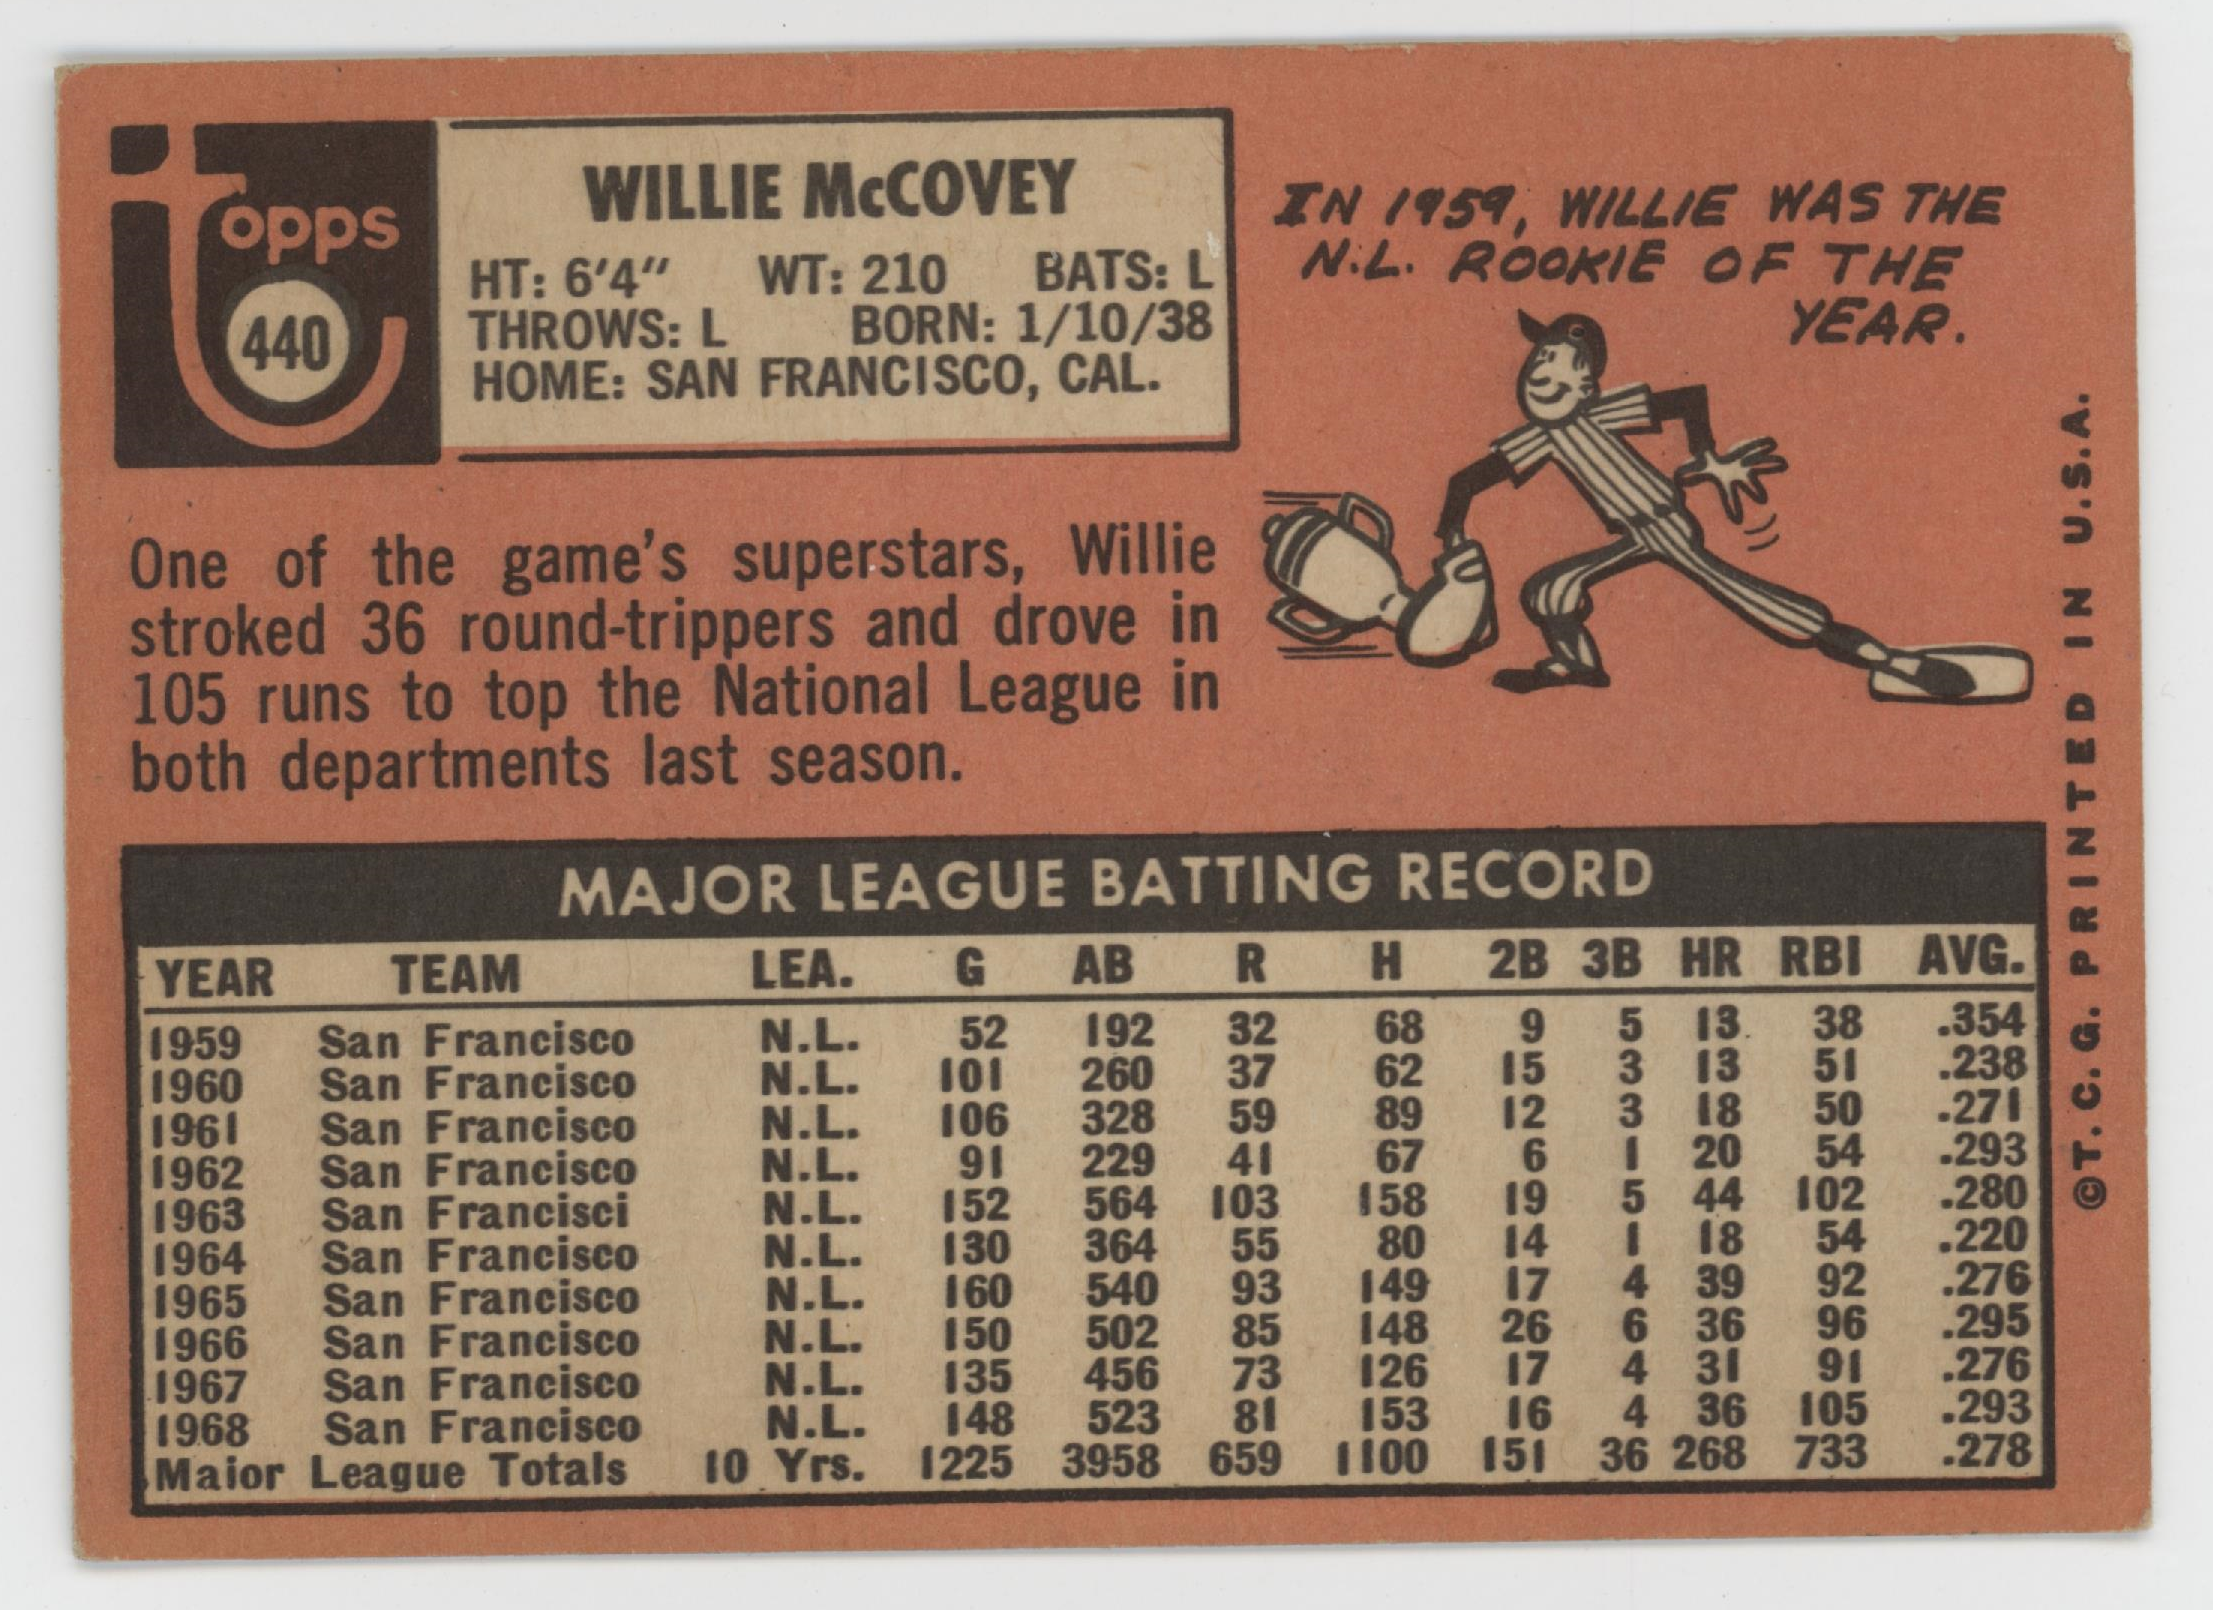 topps
440
WILLIE McCOVEY
HT: 6'4" WT: 210 BATS: L
THROWS: L BORN: 1/10/38
HOME: SAN FRANCISCO, CAL.
IN 1959, WILLIE WAS THE
N.L. ROOKIE OF THE
YEAR.
One of the game's superstars, Willie
stroked 36 round-trippers and drove in
105 runs to top the National League in
both departments last season.
MAJOR LEAGUE BATTING RECORD
YEAR TEAM LEA. G AB R H 2B 3B HR RBI AVG.
1959 San Francisco N.L. 52 192 32 68 9 5 13 38 .354
1960 San Francisco N.L. 101 260 37 62 15 3 13 51 .238
1961 San Francisco N.L. 106 328 59 89 12 3 18 50 .271
1962 San Francisco N.L. 91 229 41 67 6 1 20 54 .293
1963 San Francisci N.L. 152 564 103 158 19 5 44 102 .280
1964 San Francisco N.L. 130 364 55 80 14 1 18 54 .220
1965 San Francisco N.L. 160 540 93 149 17 4 39 92 .276
1966 San Francisco N.L. 150 502 85 148 26 6 36 96 .295
1967 San Francisco N.L. 135 456 73 126 17 4 31 91 .276
1968 San Francisco N.L. 148 523 81 153 16 4 36 105 .293
Maior League Totals 10 Yrs. 1225 3958 659 1100 151 36 268 733 .278
©T.C.G. PRINTED IN U.S.A.